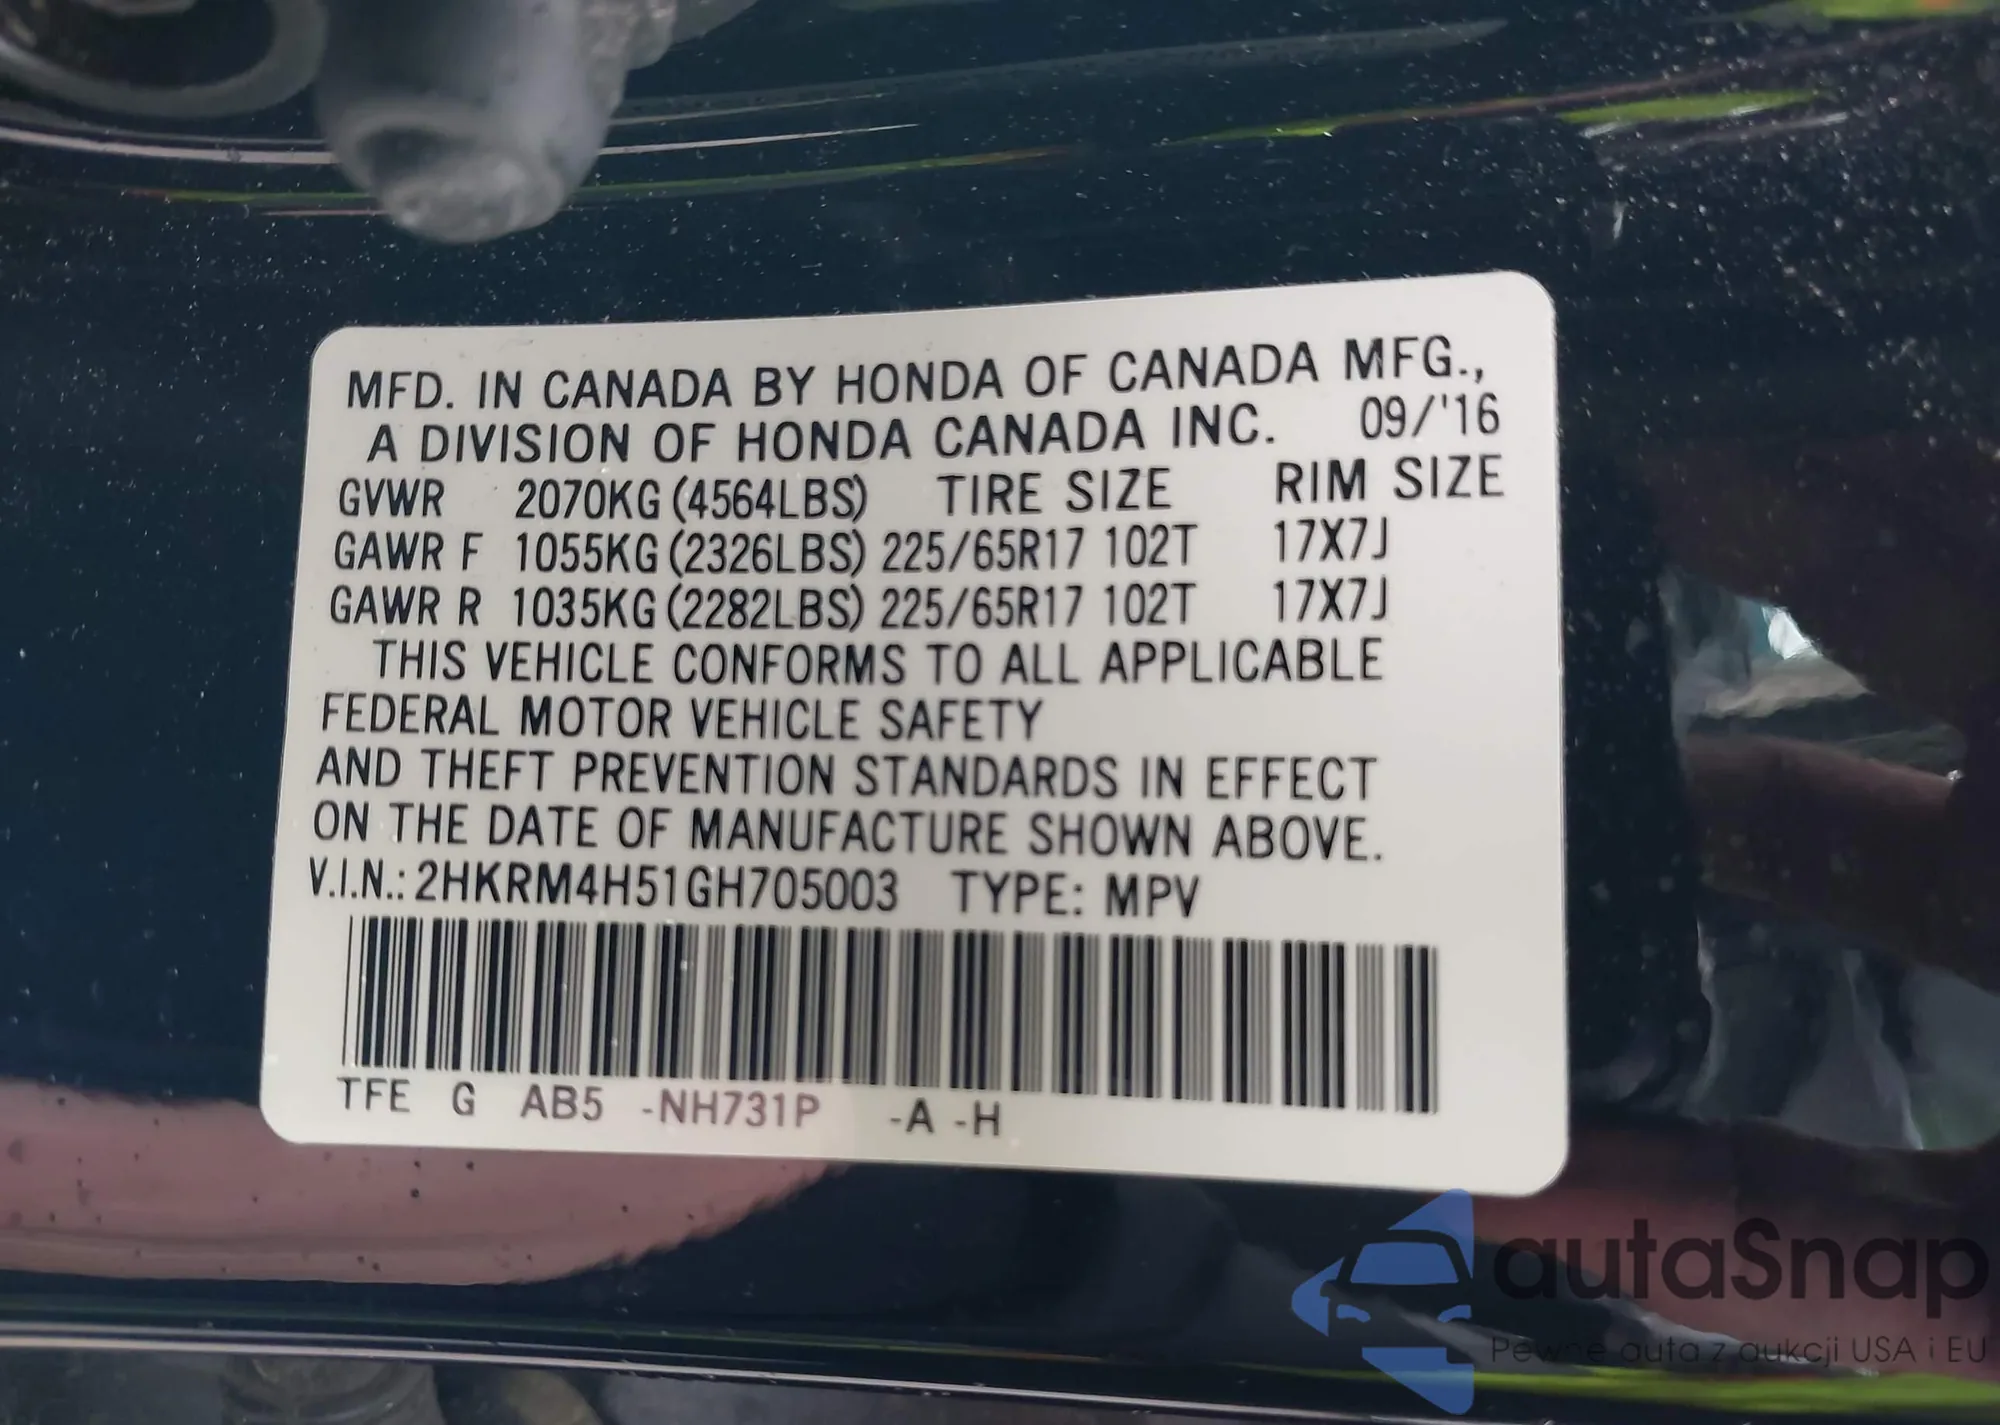 MFD. IN CANADA BY HONDA OF CANADA MFG.,
A DIVISION OF HONDA CANADA INC. 09/'16
GVWR 2070KG (4564LBS) TIRE SIZE RIM SIZE
GAWR F 1055KG (2326LBS) 225/65R17 102T 17X7J
GAWR R 1035KG (2282LBS) 225/65R17 102T 17X7J
THIS VEHICLE CONFORMS TO ALL APPLICABLE
FEDERAL MOTOR VEHICLE SAFETY
AND THEFT PREVENTION STANDARDS IN EFFECT
ON THE DATE OF MANUFACTURE SHOWN ABOVE.
V.I.N.: 2HKRM4H51GH705003 TYPE: MPV
TFE G AB5 -NH731P -A -H
autaSnap
Pewne auta z aukcji USA i EU